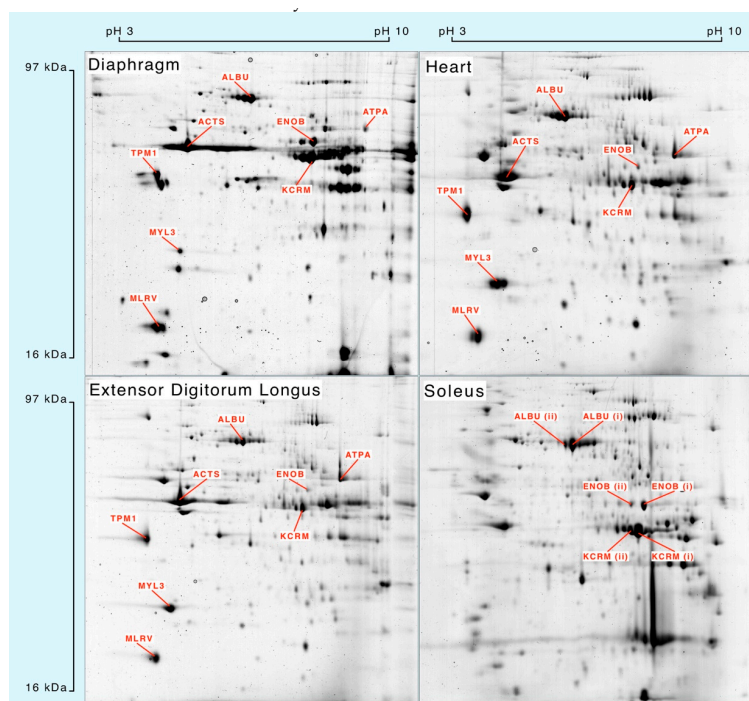 pH 3 pH 10 pH 3 pH 10
97 kDa
Diaphragm
ALBU
ACTS
ENOB
ATPA
TPM1
KCRM
MYL3
MLRV
16 kDa
Heart
ALBU
ATPA
ENOB
ACTS
KCRM
TPM1
MYL3
MLRV
97 kDa
Extensor Digitorum Longus
ALBU
ATPA
ACTS
ENOB
TPM1
KCRM
MYL3
MLRV
16 kDa
Soleus
ALBU (ii) ALBU (i)
ENOB (ii) ENOB (i)
KCRM (ii) KCRM (i)